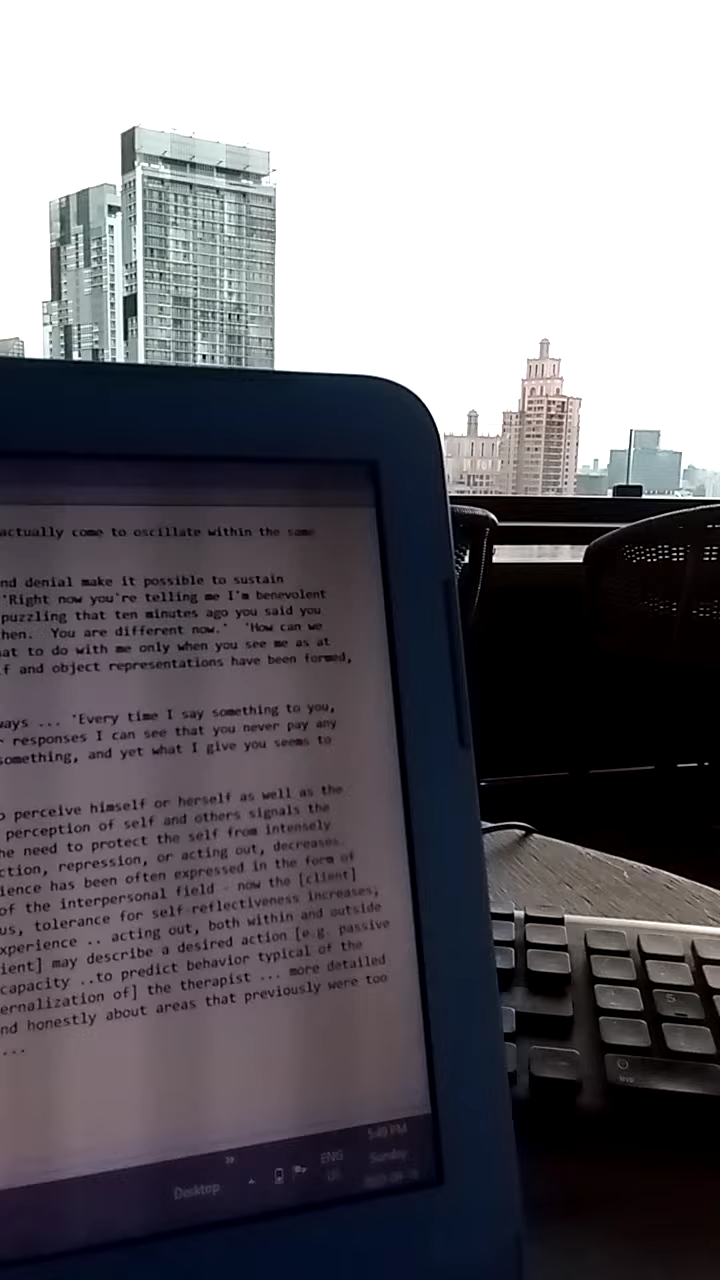 actually come to oscillate within the same
nd denial make it possible to sustain
'Right now you're telling me I'm benevolent
puzzling that ten minutes ago you said you
hen. You are different now.' 'How can we
at to do with me only when you see me as at
f and object representations have been formed,
ways ... 'Every time I say something to you,
r responses I can see that you never pay any
something, and yet what I give you seems to
o perceive himself or herself as well as the
perception of self and others signals the
he need to protect the self from intensely
ction, repression, or acting out, decreases.
ience has been often expressed in the form of
of the interpersonal field - now the [client]
us, tolerance for self-reflectiveness increases,
xperience .. acting out, both within and outside
ient] may describe a desired action [e.g. passive
capacity ..to predict behavior typical of the
ernalization of] the therapist ... more detailed
nd honestly about areas that previously were too
...
5:49 PM
ENG
Sunday
US
Desktop
5